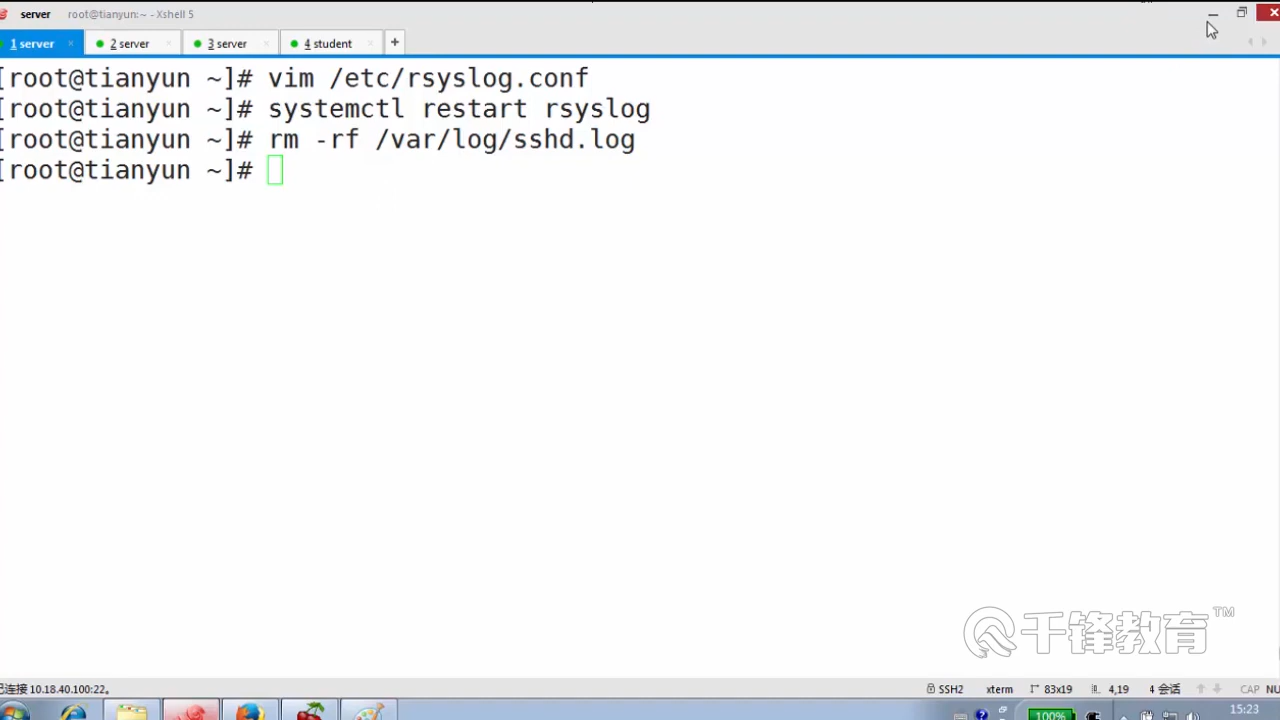 server root@tianyun:~ - Xshell 5
1 server × 2 server × 3 server × 4 student × +
[root@tianyun ~]# vim /etc/rsyslog.conf
[root@tianyun ~]# systemctl restart rsyslog
[root@tianyun ~]# rm -rf /var/log/sshd.log
[root@tianyun ~]#
千锋教育 TM
已连接 10.18.40.100:22。 SSH2 xterm 83x19 4,19 4 会话 CAP NU
100% 15:23